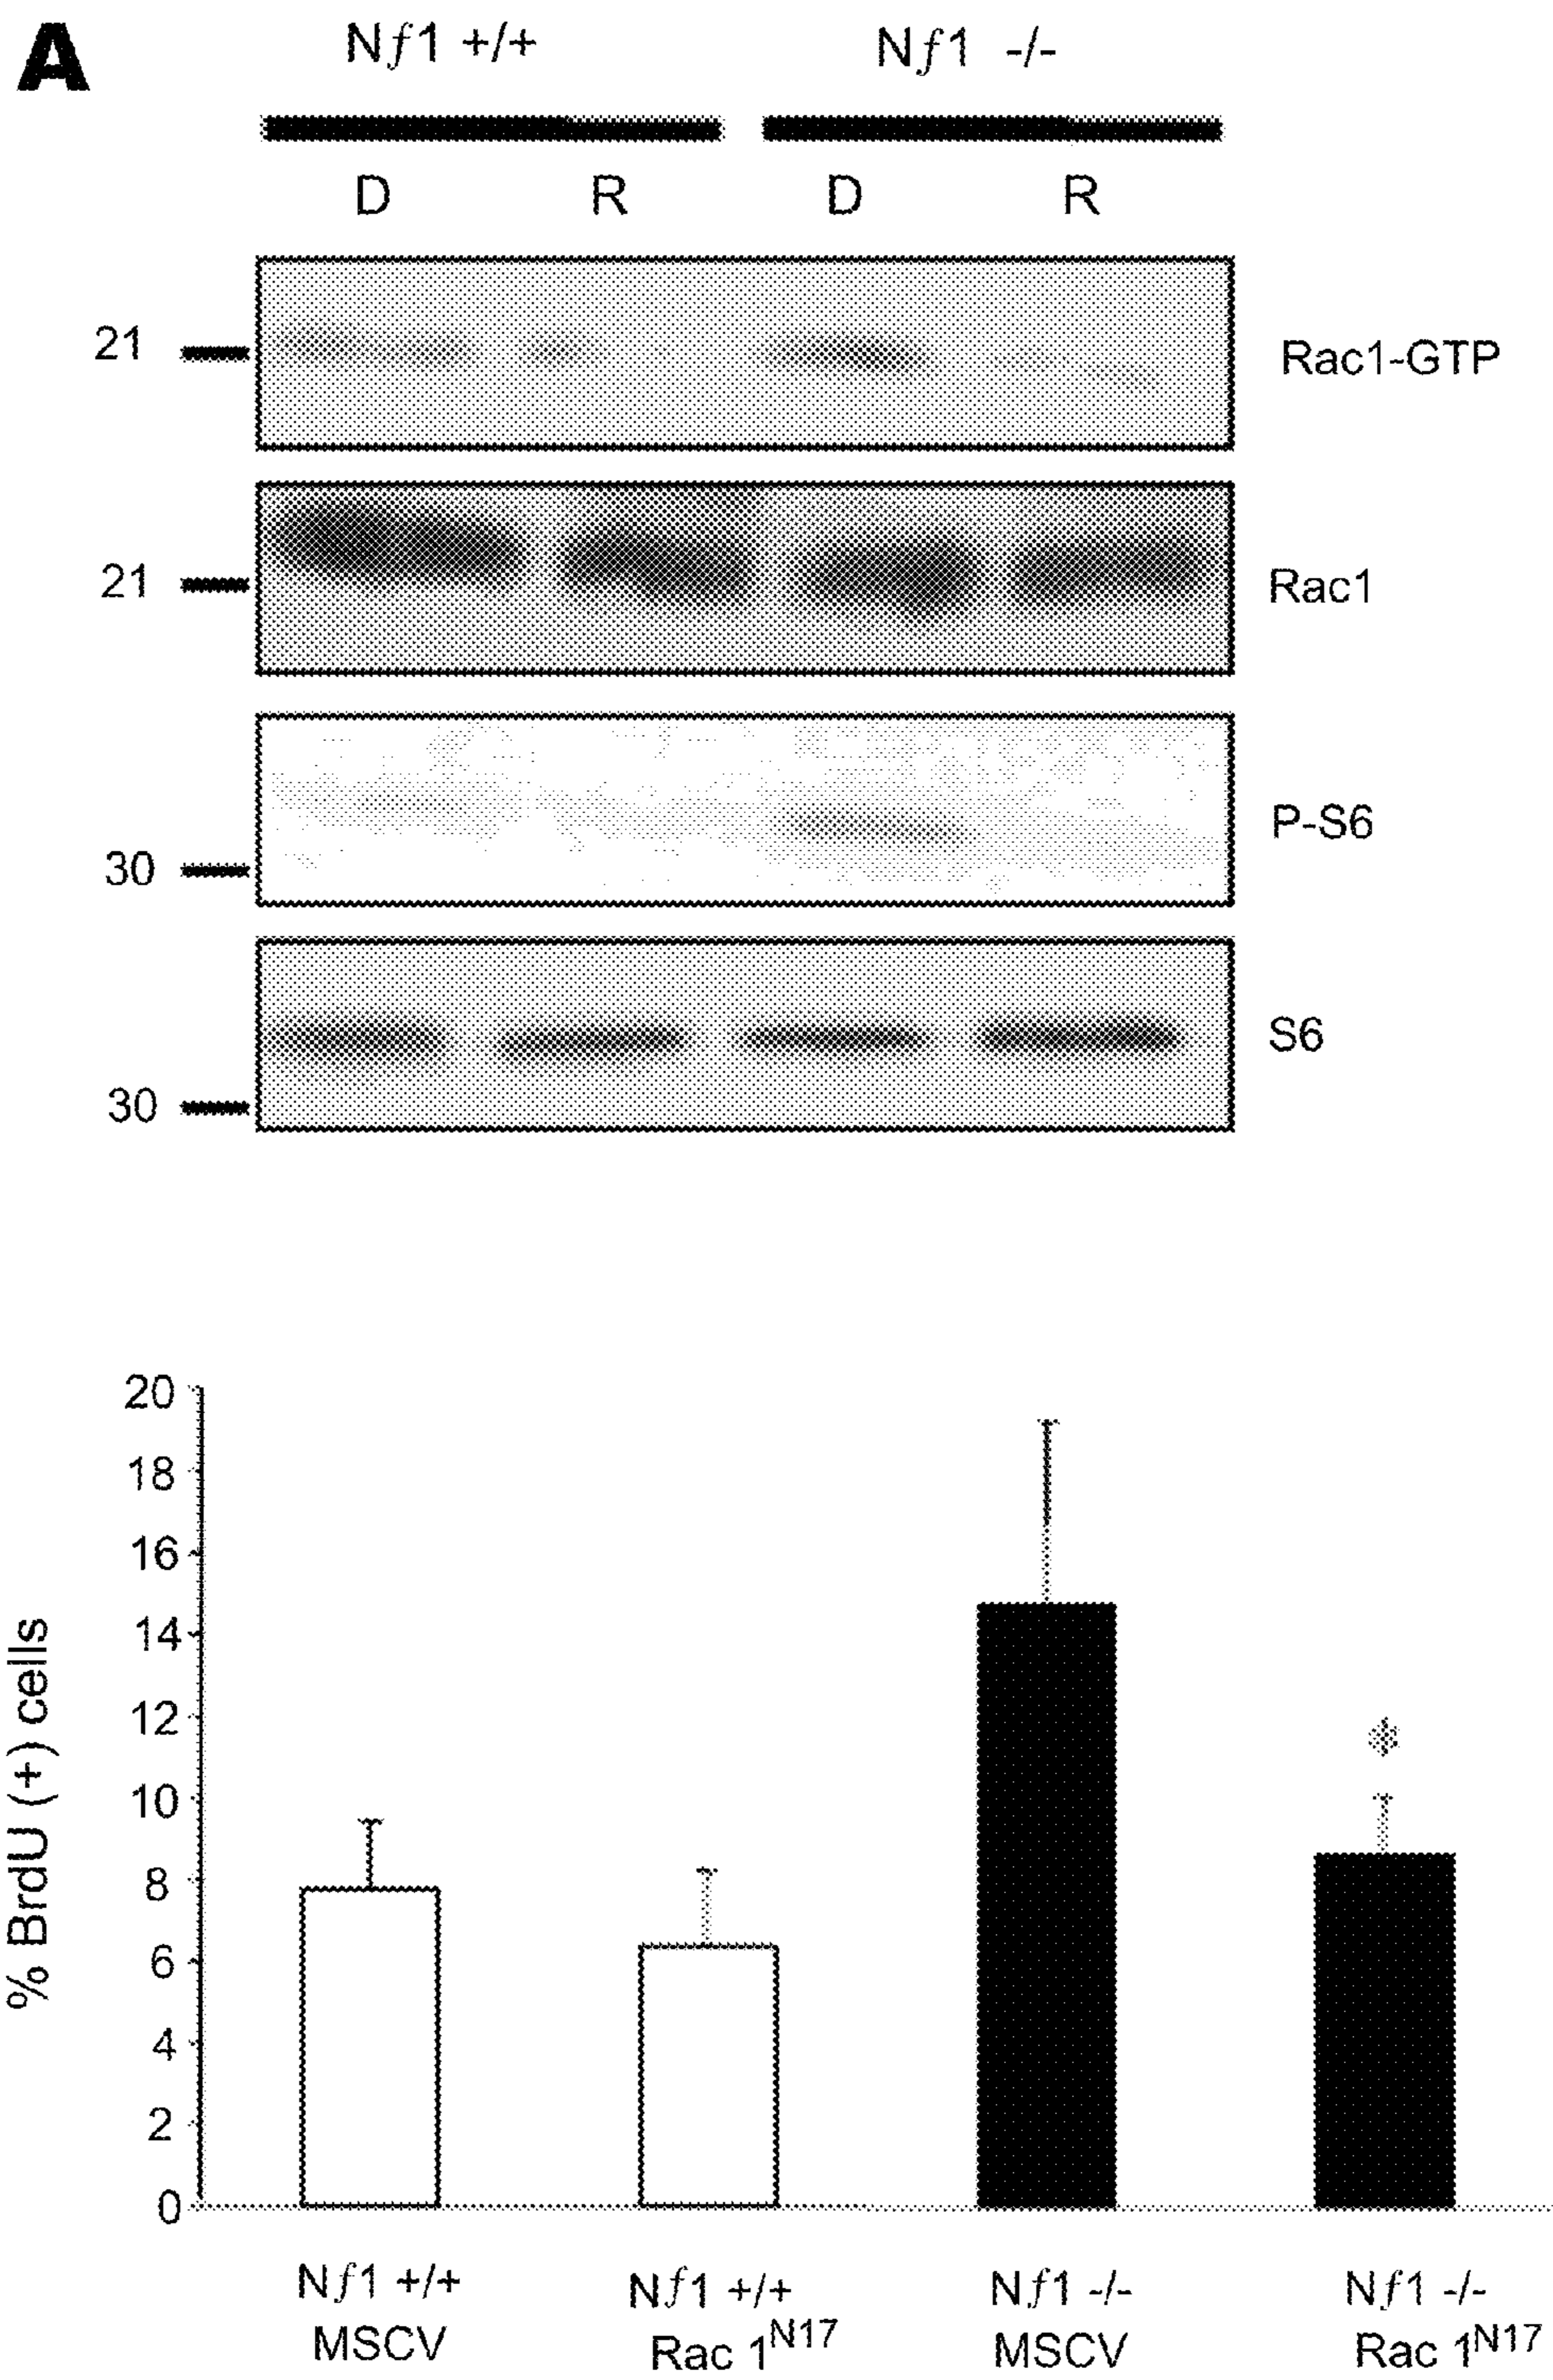 A
Nf1 +/+ Nf1 -/-
D R D R
21 Rac1-GTP
21 Rac1
P-S6
30
S6
30
20
18
16
14
12
10
8
6
4
2
0
% BrdU (+) cells
Nf1 +/+ Nf1 +/+ Nf1 -/- Nf1 -/-
MSCV Rac 1N17 MSCV Rac 1N17